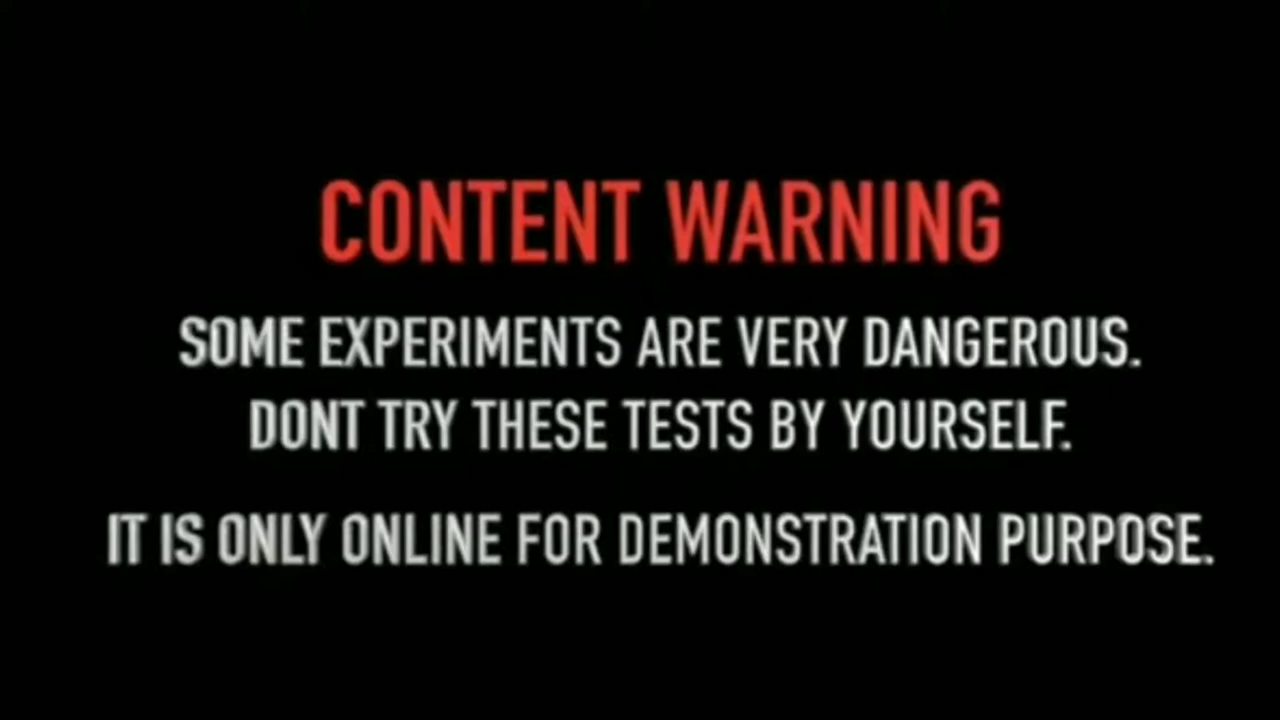 CONTENT WARNING
SOME EXPERIMENTS ARE VERY DANGEROUS.
DONT TRY THESE TESTS BY YOURSELF.
IT IS ONLY ONLINE FOR DEMONSTRATION PURPOSE.